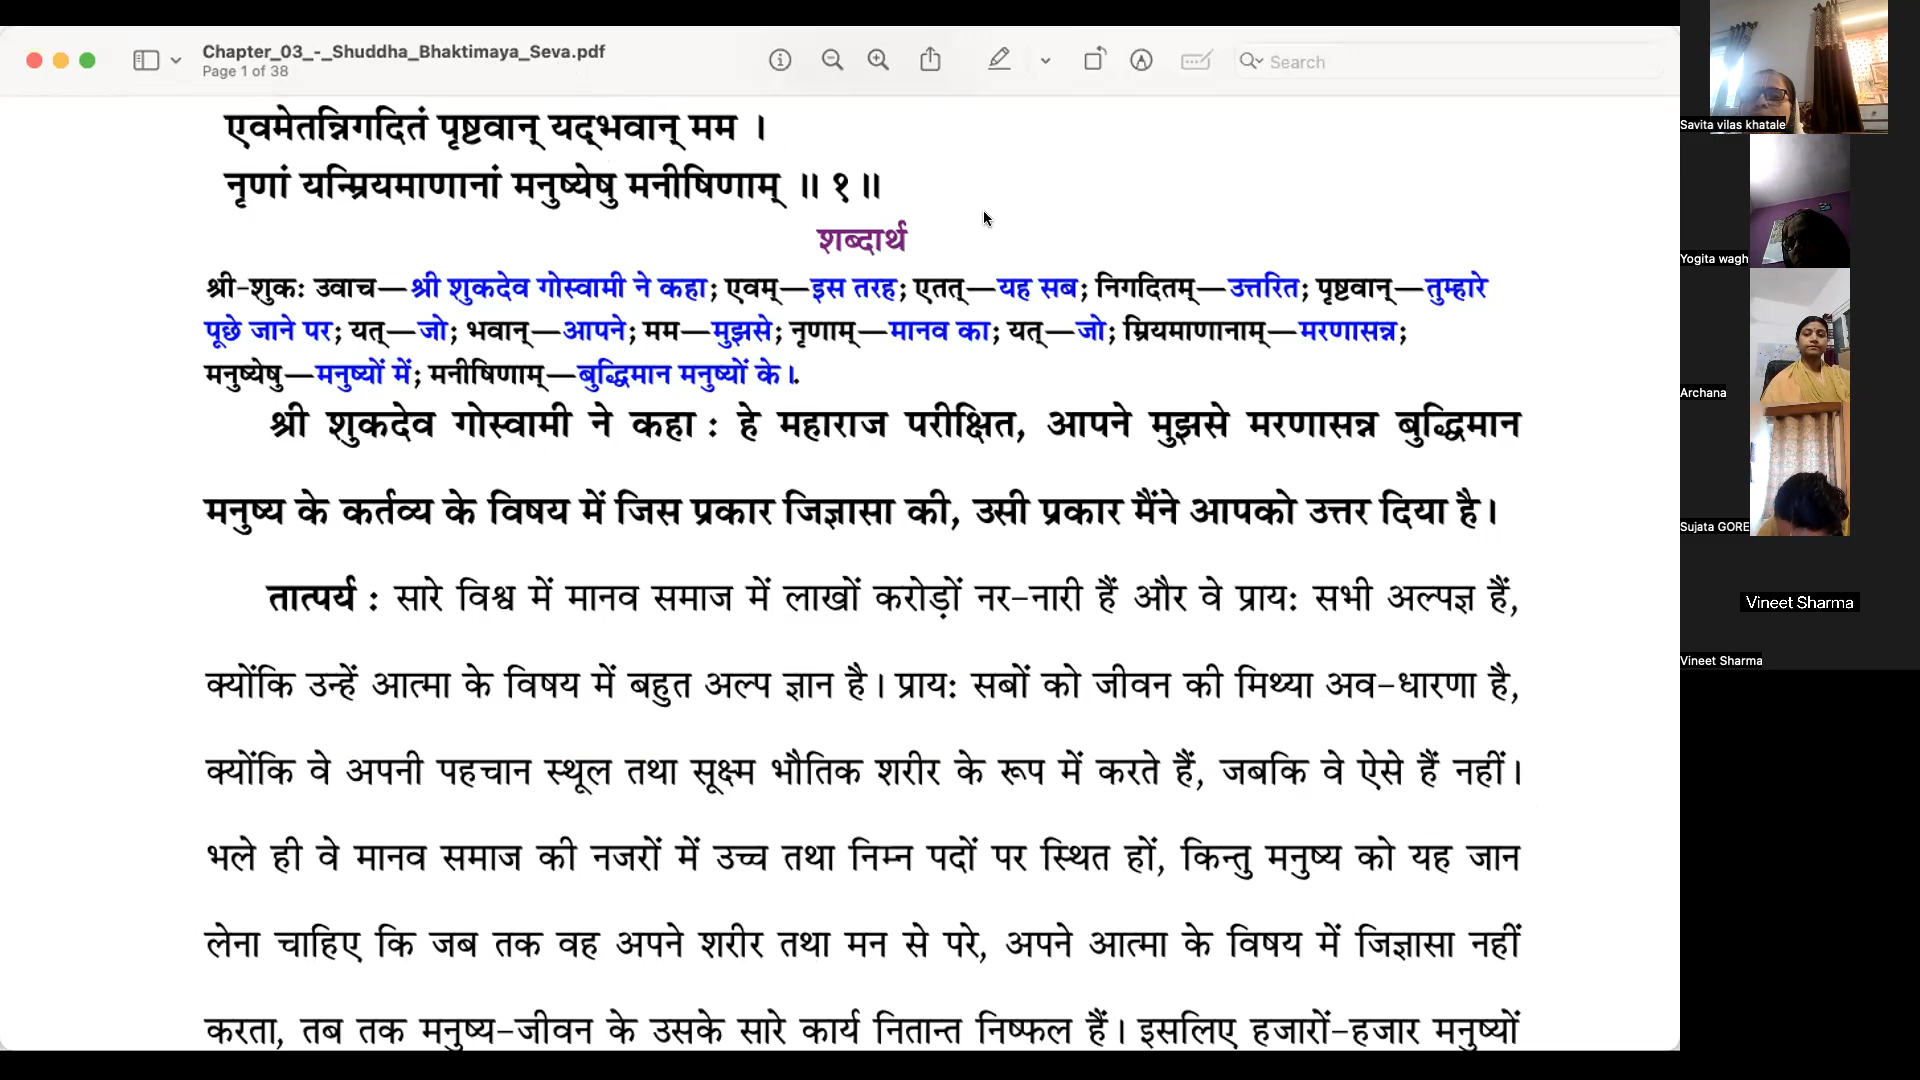 Chapter_03_-_Shuddha_Bhaktimaya_Seva.pdf
Page 1 of 38
Search
एवमेतन्निगदितं पृष्टवान् यद्भवान् मम ।
नृणां यन्म्रियमाणानां मनुष्येषु मनीषिणाम् ॥ १ ॥
शब्दार्थ
श्री-शुकः उवाच—श्री शुकदेव गोस्वामी ने कहा; एवम्—इस तरह; एतत्—यह सब; निगदितम्—उत्तरित; पृष्टवान्—तुम्हारे
पूछे जाने पर; यत्—जो; भवान्—आपने; मम—मुझसे; नृणाम्—मानव का; यत्—जो; म्रियमाणानाम्—मरणासन्न;
मनुष्येषु—मनुष्यों में; मनीषिणाम्—बुद्धिमान मनुष्यों के।.
श्री शुकदेव गोस्वामी ने कहा : हे महाराज परीक्षित, आपने मुझसे मरणासन्न बुद्धिमान
मनुष्य के कर्तव्य के विषय में जिस प्रकार जिज्ञासा की, उसी प्रकार मैंने आपको उत्तर दिया है।
तात्पर्य : सारे विश्व में मानव समाज में लाखों करोड़ों नर-नारी हैं और वे प्राय: सभी अल्पज्ञ हैं,
क्योंकि उन्हें आत्मा के विषय में बहुत अल्प ज्ञान है। प्राय: सबों को जीवन की मिथ्या अव-धारणा है,
क्योंकि वे अपनी पहचान स्थूल तथा सूक्ष्म भौतिक शरीर के रूप में करते हैं, जबकि वे ऐसे हैं नहीं।
भले ही वे मानव समाज की नजरों में उच्च तथा निम्न पदों पर स्थित हों, किन्तु मनुष्य को यह जान
लेना चाहिए कि जब तक वह अपने शरीर तथा मन से परे, अपने आत्मा के विषय में जिज्ञासा नहीं
करता, तब तक मनुष्य-जीवन के उसके सारे कार्य नितान्त निष्फल हैं। इसलिए हजारों-हजार मनुष्यों
Savita vilas khatale
Yogita wagh
Archana
Sujata GORE
Vineet Sharma
Vineet Sharma